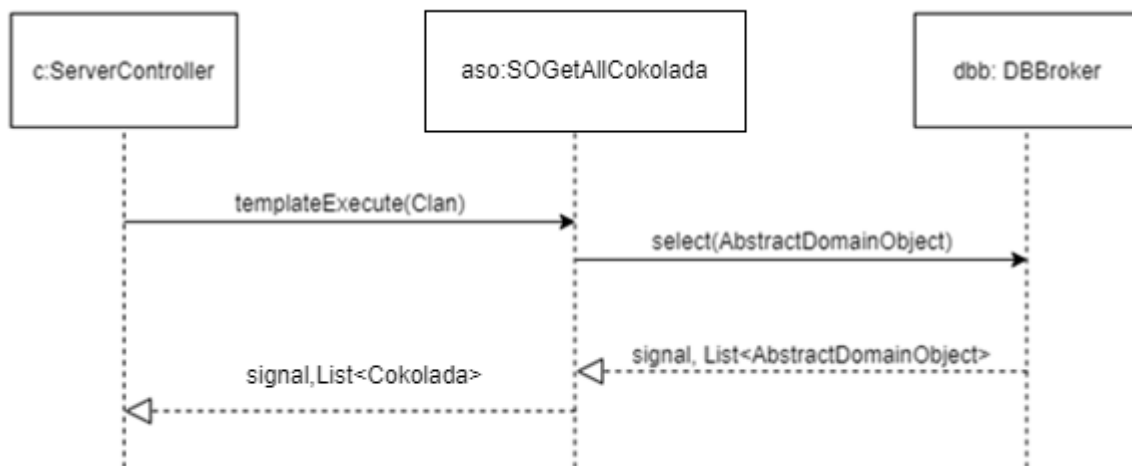 c:ServerController
aso:SOGetAllCokolada
dbb: DBBroker
templateExecute(Clan)
select(AbstractDomainObject)
signal, List<AbstractDomainObject>
signal,List<Cokolada>